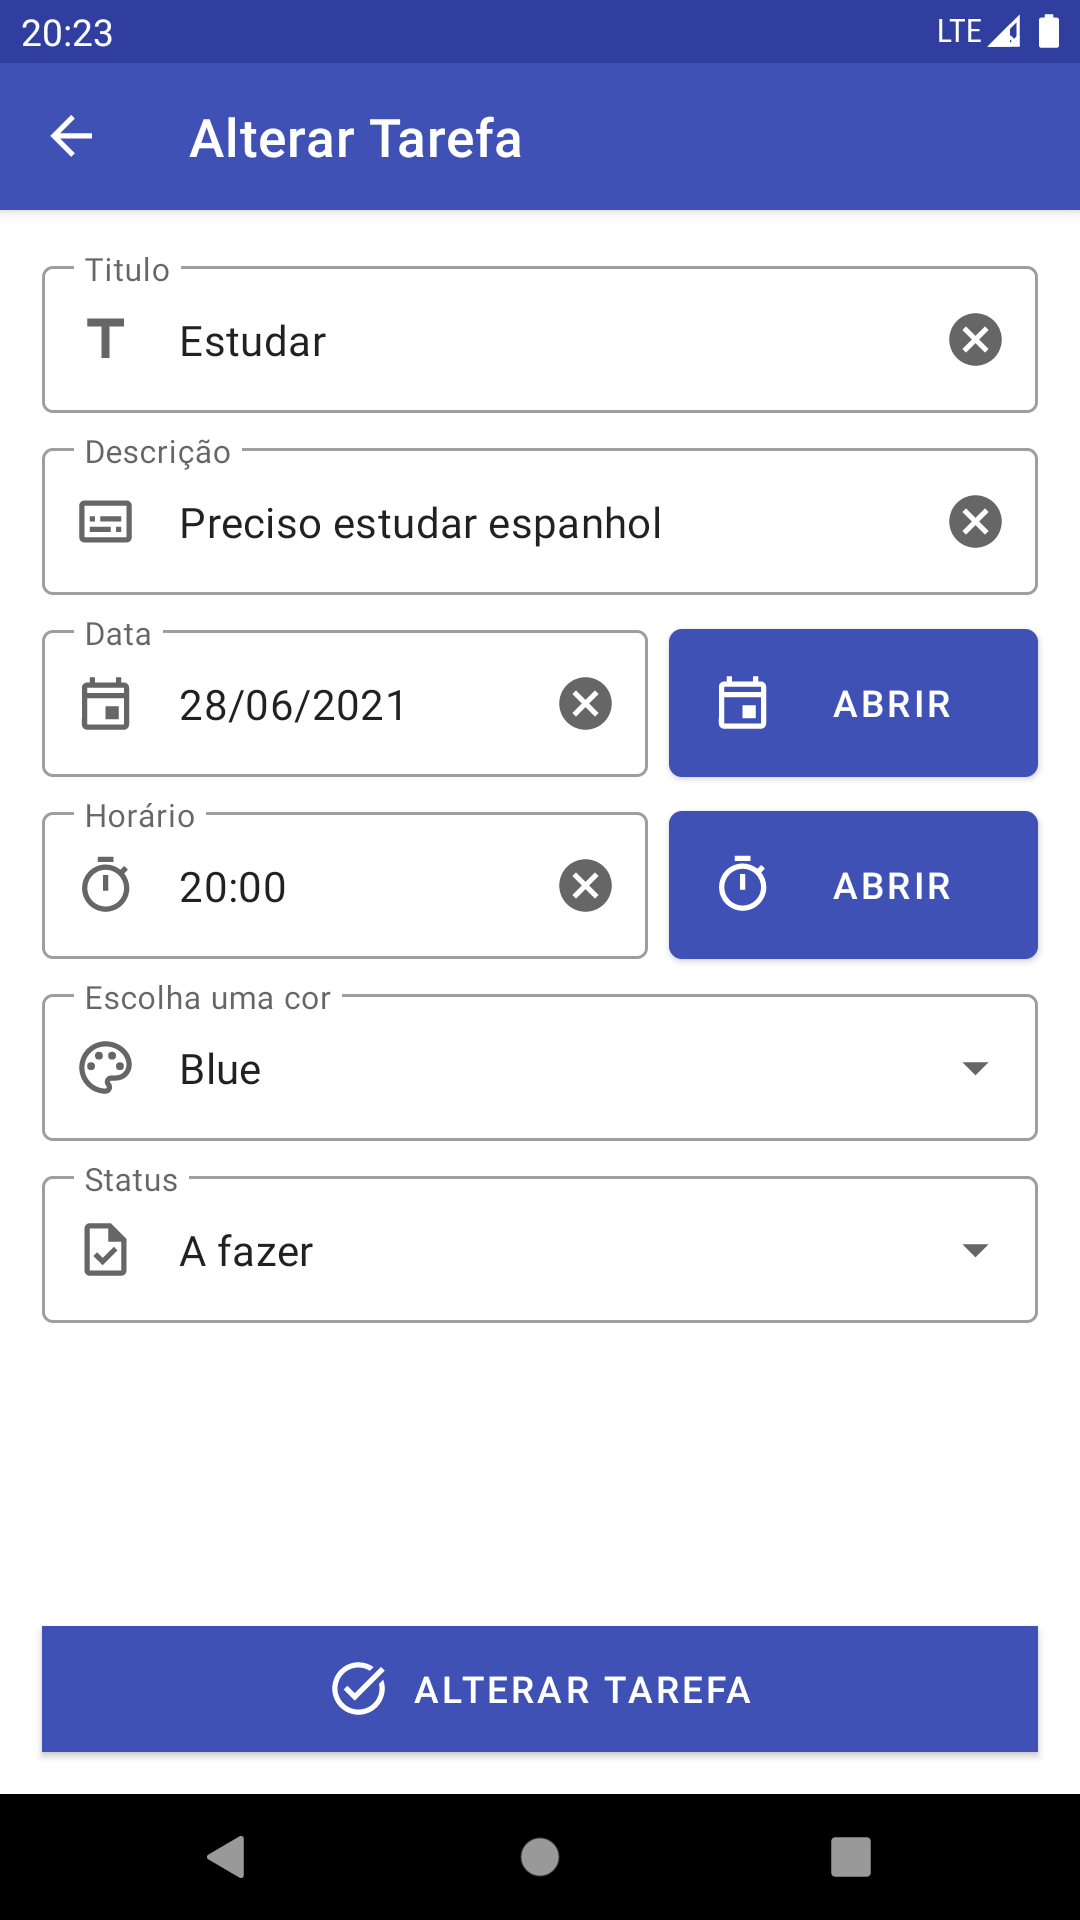 20:23 LTE
Alterar Tarefa
Titulo
Estudar
Descrição
Preciso estudar espanhol
Data
28/06/2021
ABRIR
Horário
20:00
ABRIR
Escolha uma cor
Blue
Status
A fazer
ALTERAR TAREFA